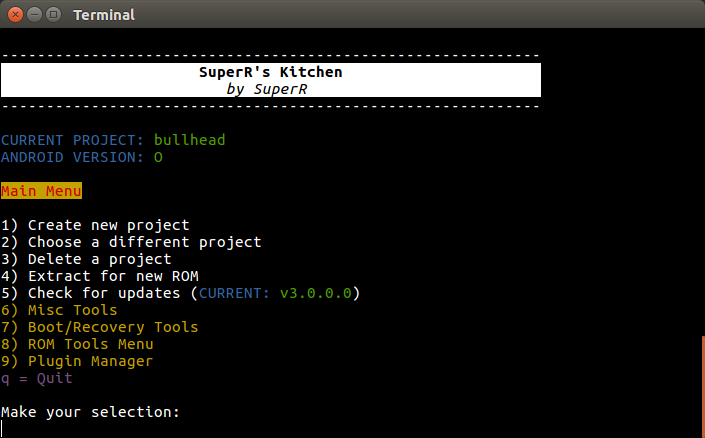 Terminal
------------------------------------------------------------
SuperR's Kitchen
by SuperR
------------------------------------------------------------
CURRENT PROJECT: bullhead
ANDROID VERSION: O
Main Menu
1) Create new project
2) Choose a different project
3) Delete a project
4) Extract for new ROM
5) Check for updates (CURRENT: v3.0.0.0)
6) Misc Tools
7) Boot/Recovery Tools
8) ROM Tools Menu
9) Plugin Manager
q = Quit
Make your selection: